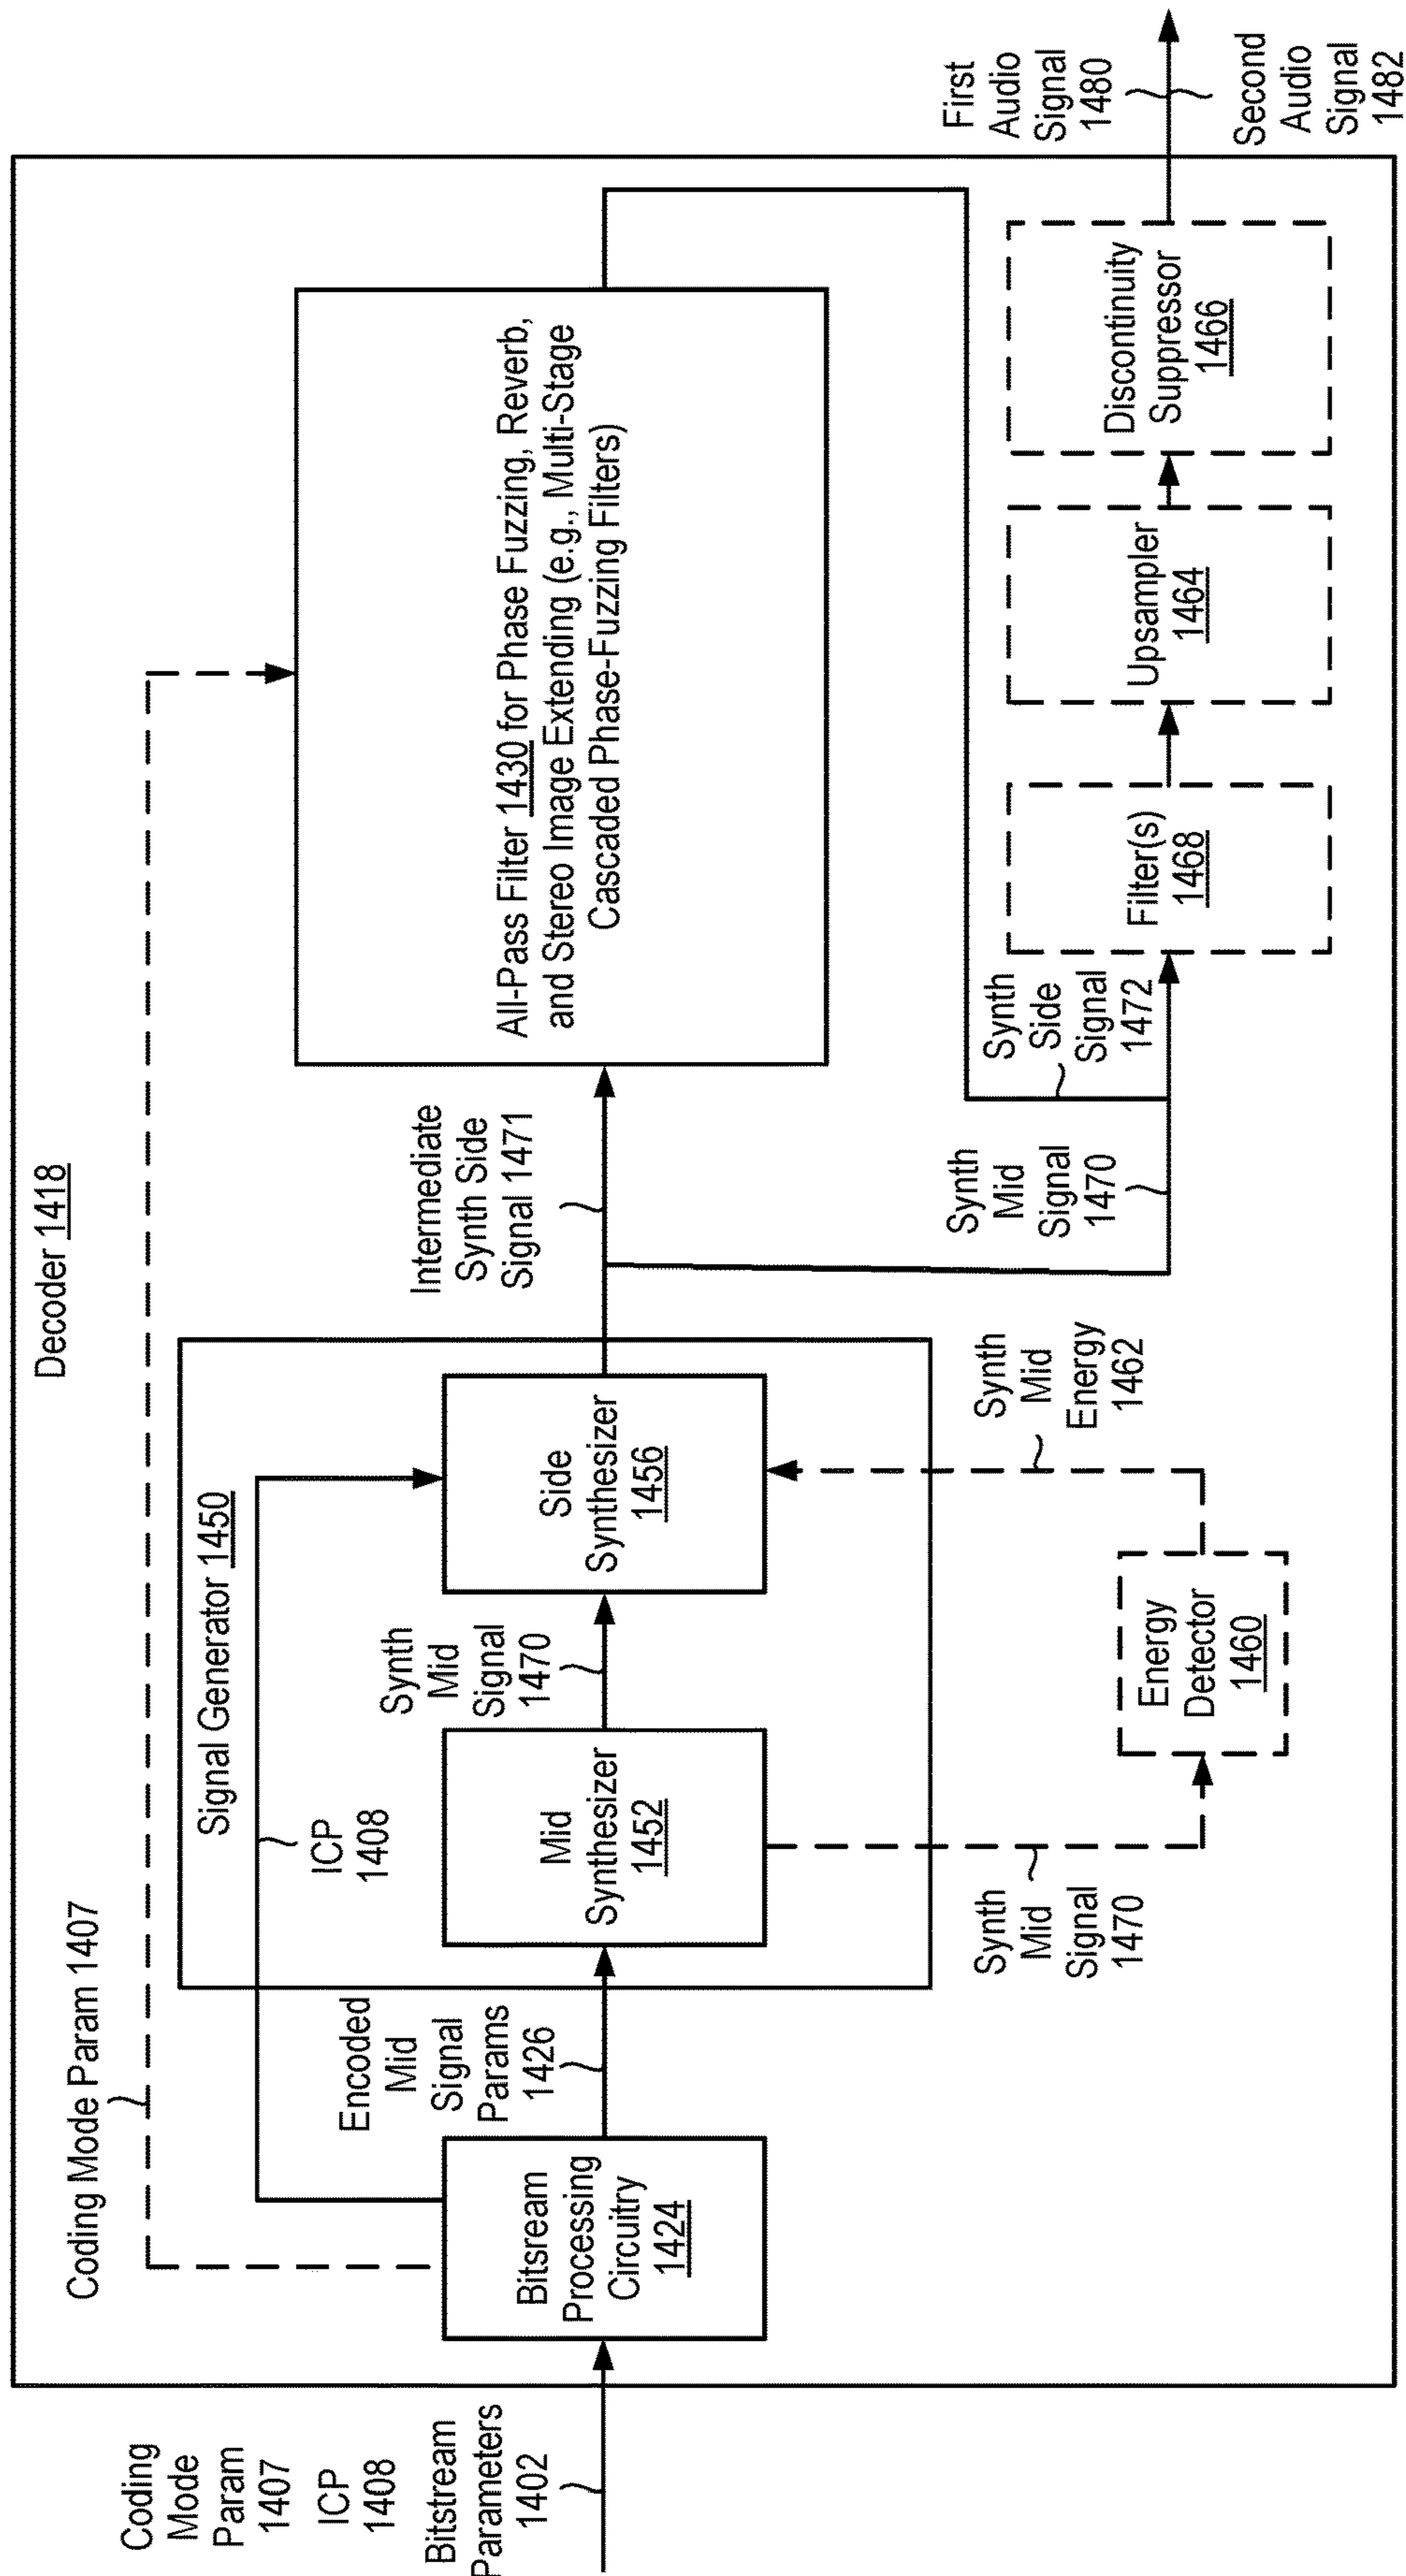 Decoder 1418
Coding
Mode
Param
1407
ICP
1408
Bitstream
Parameters
1402
Coding Mode Param 1407
Bitsream
Processing
Circuitry
1424
Encoded
Mid
Signal
Params
1426
Signal Generator 1450
ICP
1408
Mid
Synthesizer
1452
Synth
Mid
Signal
1470
Side
Synthesizer
1456
Synth
Mid
Signal
1470
Energy
Detector
1460
Synth
Mid
Energy
1462
Intermediate
Synth Side
Signal 1471
All-Pass Filter 1430 for Phase Fuzzing, Reverb,
and Stereo Image Extending (e.g., Multi-Stage
Cascaded Phase-Fuzzing Filters)
Synth
Mid
Signal
1470
Synth
Side
Signal
1472
Filter(s)
1468
Upsampler
1464
Discontinuity
Suppressor
1466
First
Audio
Signal
1480
Second
Audio
Signal
1482